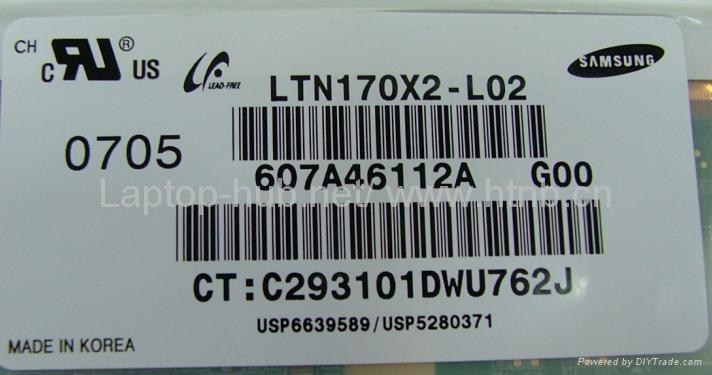 CH
c RU ® US
LEAD-FREE
SAMSUNG
LTN170X2-L02
0705
607A46112A G00
Laptop-hub.net/ www.htnb.cn
CT:C293101DWU762J
USP6639589/USP5280371
MADE IN KOREA
Powered by DIYTrade.com